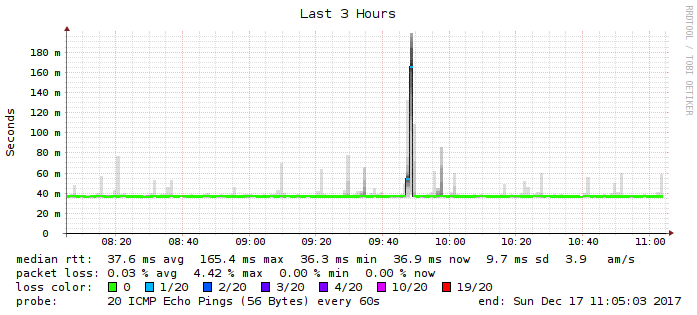 Last 3 Hours
RRDTOOL / TOBI OETIKER
Seconds
180 m
160 m
140 m
120 m
100 m
80 m
60 m
40 m
20 m
0
08:20 08:40 09:00 09:20 09:40 10:00 10:20 10:40 11:00
median rtt: 37.6 ms avg 165.4 ms max 36.3 ms min 36.9 ms now 9.7 ms sd 3.9 am/s
packet loss: 0.03 % avg 4.42 % max 0.00 % min 0.00 % now
loss color: 0 1/20 2/20 3/20 4/20 10/20 19/20
probe: 20 ICMP Echo Pings (56 Bytes) every 60s end: Sun Dec 17 11:05:03 2017